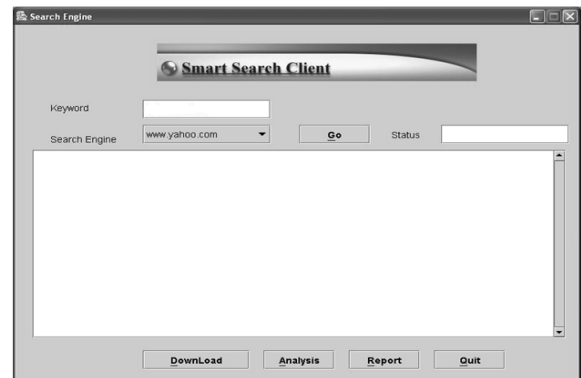 Search Engine
Smart Search Client
Keyword
Search Engine www.yahoo.com Go Status
DownLoad Analysis Report Quit